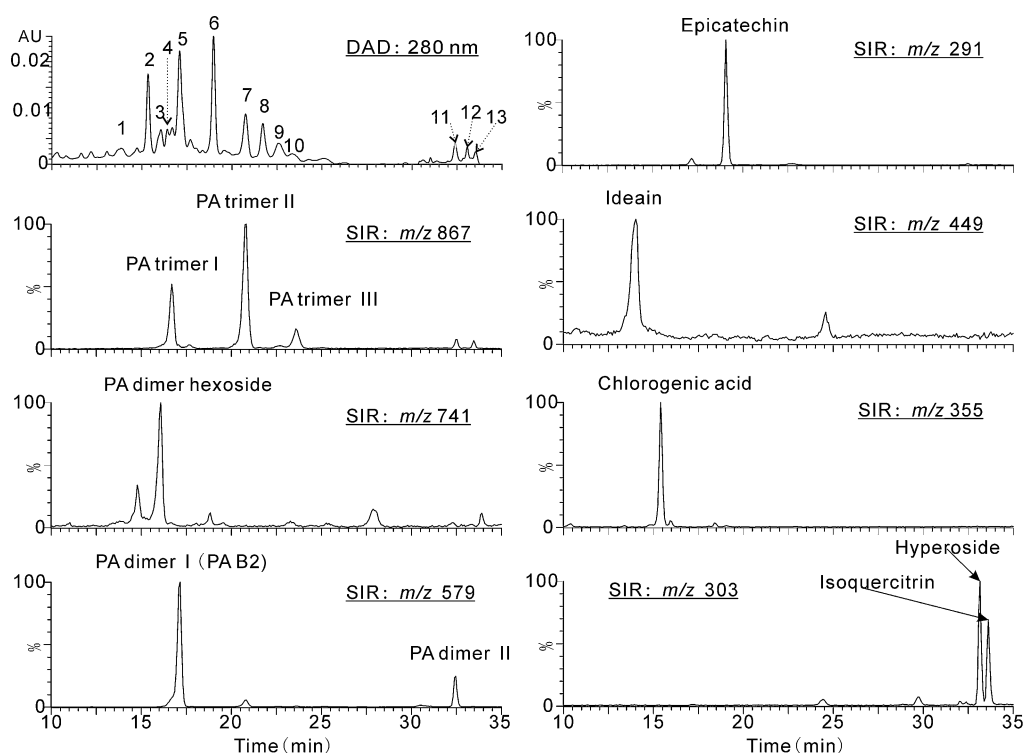 AU
0.02
0.01
0
1
2
3
4
5
6
7
8
9
10
11
12
13
DAD: 280 nm
100
%
0
PA trimer I
PA trimer II
PA trimer III
SIR: m/z 867
100
%
0
PA dimer hexoside
SIR: m/z 741
100
%
0
PA dimer I (PA B2)
SIR: m/z 579
PA dimer II
100
%
0
10 15 20 25 30 35
Time (min)
Epicatechin
SIR: m/z 291
100
%
0
Ideain
SIR: m/z 449
100
%
0
Chlorogenic acid
SIR: m/z 355
100
%
0
Hyperoside
Isoquercitrin
SIR: m/z 303
100
%
0
10 15 20 25 30 35
Time (min)